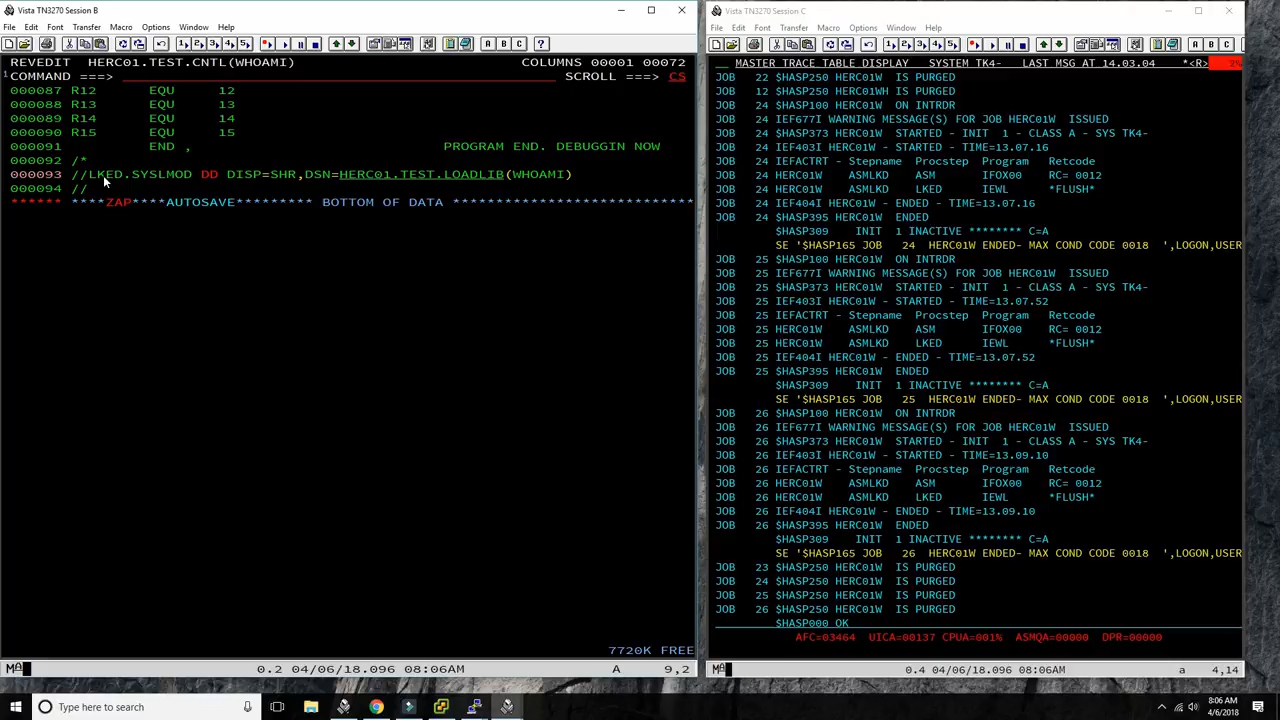 Vista TN3270 Session B
File Edit Font Transfer Macro Options Window Help
REVEDIT HERC01.TEST.CNTL(WHOAMI) COLUMNS 00001 00072
COMMAND ===> SCROLL ===> CS
000087 R12 EQU 12
000088 R13 EQU 13
000089 R14 EQU 14
000090 R15 EQU 15
000091 END , PROGRAM END. DEBUGGIN NOW
000092 /*
000093 //LKED.SYSLMOD DD DISP=SHR,DSN=HERC01.TEST.LOADLIB(WHOAMI)
000094 //
****** ****ZAP****AUTOSAVE********* BOTTOM OF DATA ****************************
7720K FREE
MA 0.2 04/06/18.096 08:06AM A 9,2
Vista TN3270 Session C
File Edit Font Transfer Macro Options Window Help
MASTER TRACE TABLE DISPLAY SYSTEM TK4- LAST MSG AT 14.03.04 *<R> 2%
JOB 22 $HASP250 HERC01W IS PURGED
JOB 12 $HASP250 HERC01WH IS PURGED
JOB 24 $HASP100 HERC01W ON INTRDR
JOB 24 IEF677I WARNING MESSAGE(S) FOR JOB HERC01W ISSUED
JOB 24 $HASP373 HERC01W STARTED - INIT 1 - CLASS A - SYS TK4-
JOB 24 IEF403I HERC01W - STARTED - TIME=13.07.16
JOB 24 IEFACTRT - Stepname Procstep Program Retcode
JOB 24 HERC01W ASMLKD ASM IFOX00 RC= 0012
JOB 24 HERC01W ASMLKD LKED IEWL *FLUSH*
JOB 24 IEF404I HERC01W - ENDED - TIME=13.07.16
JOB 24 $HASP395 HERC01W ENDED
$HASP309 INIT 1 INACTIVE ******** C=A
SE '$HASP165 JOB 24 HERC01W ENDED- MAX COND CODE 0018 ',LOGON,USER
JOB 25 $HASP100 HERC01W ON INTRDR
JOB 25 IEF677I WARNING MESSAGE(S) FOR JOB HERC01W ISSUED
JOB 25 $HASP373 HERC01W STARTED - INIT 1 - CLASS A - SYS TK4-
JOB 25 IEF403I HERC01W - STARTED - TIME=13.07.52
JOB 25 IEFACTRT - Stepname Procstep Program Retcode
JOB 25 HERC01W ASMLKD ASM IFOX00 RC= 0012
JOB 25 HERC01W ASMLKD LKED IEWL *FLUSH*
JOB 25 IEF404I HERC01W - ENDED - TIME=13.07.52
JOB 25 $HASP395 HERC01W ENDED
$HASP309 INIT 1 INACTIVE ******** C=A
SE '$HASP165 JOB 25 HERC01W ENDED- MAX COND CODE 0018 ',LOGON,USER
JOB 26 $HASP100 HERC01W ON INTRDR
JOB 26 IEF677I WARNING MESSAGE(S) FOR JOB HERC01W ISSUED
JOB 26 $HASP373 HERC01W STARTED - INIT 1 - CLASS A - SYS TK4-
JOB 26 IEF403I HERC01W - STARTED - TIME=13.09.10
JOB 26 IEFACTRT - Stepname Procstep Program Retcode
JOB 26 HERC01W ASMLKD ASM IFOX00 RC= 0012
JOB 26 HERC01W ASMLKD LKED IEWL *FLUSH*
JOB 26 IEF404I HERC01W - ENDED - TIME=13.09.10
JOB 26 $HASP395 HERC01W ENDED
$HASP309 INIT 1 INACTIVE ******** C=A
SE '$HASP165 JOB 26 HERC01W ENDED- MAX COND CODE 0018 ',LOGON,USER
JOB 23 $HASP250 HERC01W IS PURGED
JOB 24 $HASP250 HERC01W IS PURGED
JOB 25 $HASP250 HERC01W IS PURGED
JOB 26 $HASP250 HERC01W IS PURGED
$HASP000 OK
AFC=03464 UICA=00137 CPUA=001% ASMQA=00000 DPR=00000
MA 0.4 04/06/18.096 08:06AM a 4,14
Type here to search
8:06 AM
4/6/2018